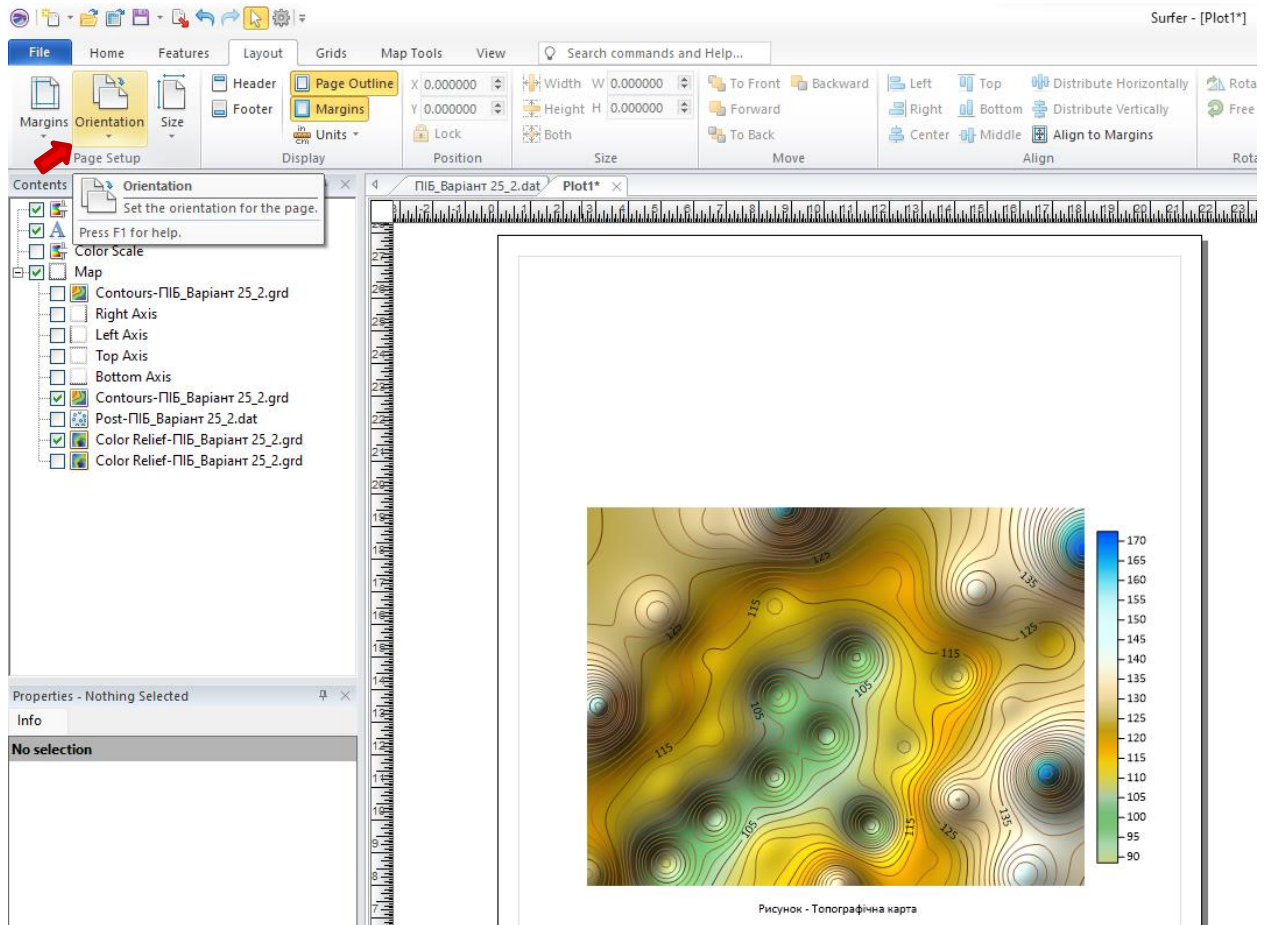 Surfer - [Plot1*]
File Home Features Layout Grids Map Tools View Search commands and Help...
Margins Orientation Size
Header
Footer
Page Outline
Margins
in cm Units
X 0.000000
Y 0.000000
Lock
Width W 0.000000
Height H 0.000000
Both
To Front Backward
Forward
To Back
Left Top Distribute Horizontally
Right Bottom Distribute Vertically
Center Middle Align to Margins
Free
Page Setup Display Position Size Move Align
Contents
ПІБ_Варіант 25_2.dat Plot1*
Orientation
Set the orientation for the page.
Press F1 for help.
A
Color Scale
Map
Contours-ПІБ_Варіант 25_2.grd
Right Axis
Left Axis
Top Axis
Bottom Axis
Contours-ПІБ_Варіант 25_2.grd
Post-ПІБ_Варіант 25_2.dat
Color Relief-ПІБ_Варіант 25_2.grd
Color Relief-ПІБ_Варіант 25_2.grd
Properties - Nothing Selected
Info
No selection
125
135
115
125
125
115
105
105
115
135
105
115
125
170
165
160
155
150
145
140
135
130
125
120
115
110
105
100
95
90
Рисунок - Топографічна карта